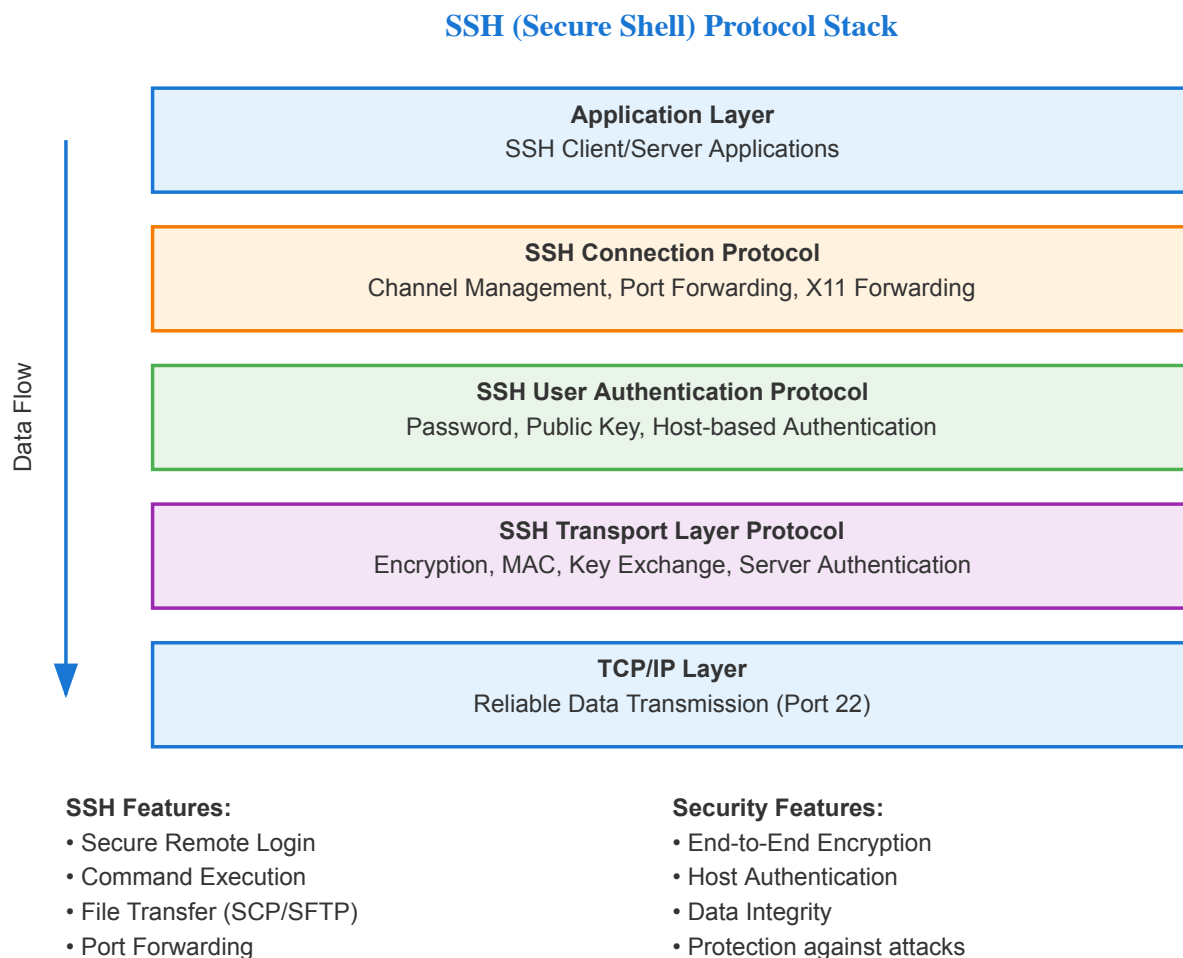 SSH (Secure Shell) Protocol Stack
Application Layer
SSH Client/Server Applications
SSH Connection Protocol
Channel Management, Port Forwarding, X11 Forwarding
Data Flow
SSH User Authentication Protocol
Password, Public Key, Host-based Authentication
SSH Transport Layer Protocol
Encryption, MAC, Key Exchange, Server Authentication
TCP/IP Layer
Reliable Data Transmission (Port 22)
SSH Features:
• Secure Remote Login
• Command Execution
• File Transfer (SCP/SFTP)
• Port Forwarding
Security Features:
• End-to-End Encryption
• Host Authentication
• Data Integrity
• Protection against attacks